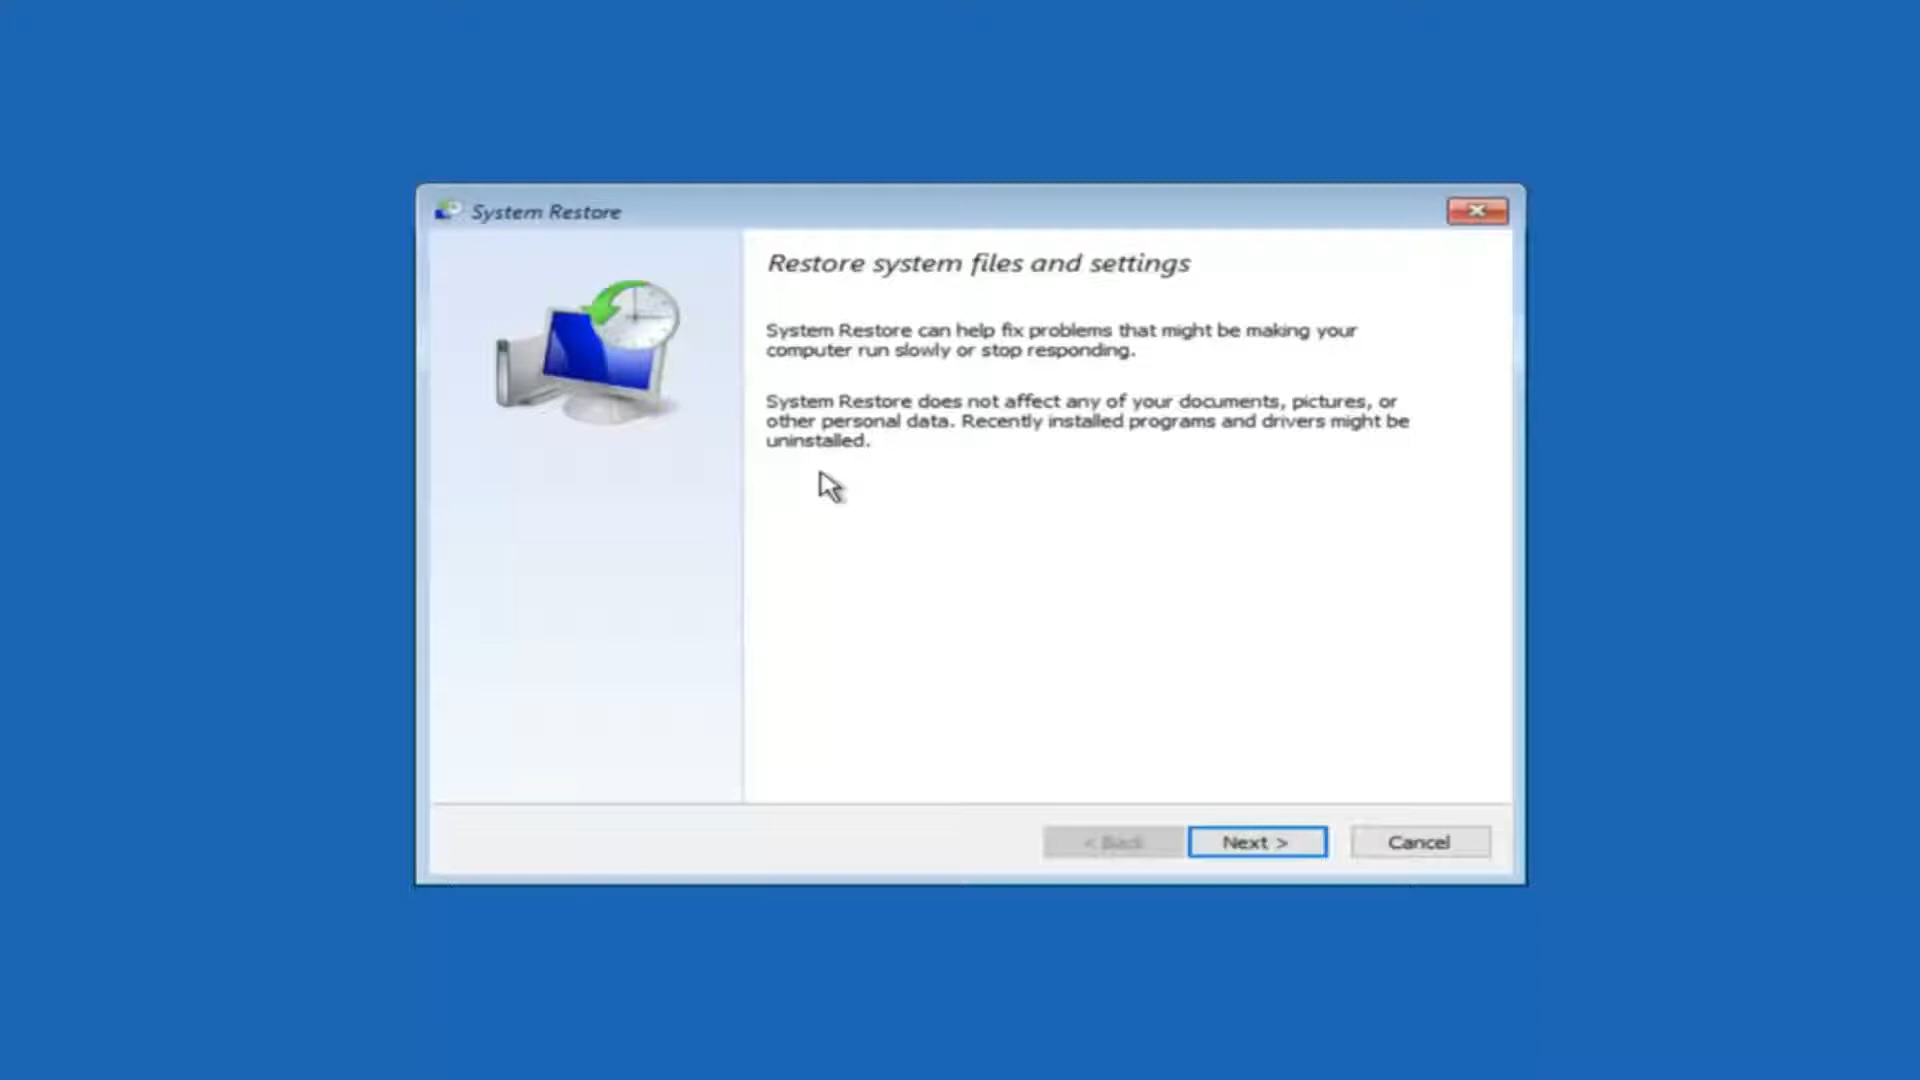 System Restore
Restore system files and settings
System Restore can help fix problems that might be making your
computer run slowly or stop responding.
System Restore does not affect any of your documents, pictures, or
other personal data. Recently installed programs and drivers might be
uninstalled.
< Back
Next >
Cancel